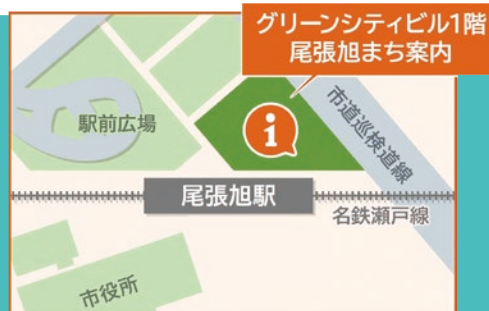 グリーンシティビル1階
尾張旭まち案内
駅前広場
市道巡検道線
尾張旭駅
名鉄瀬戸線
市役所